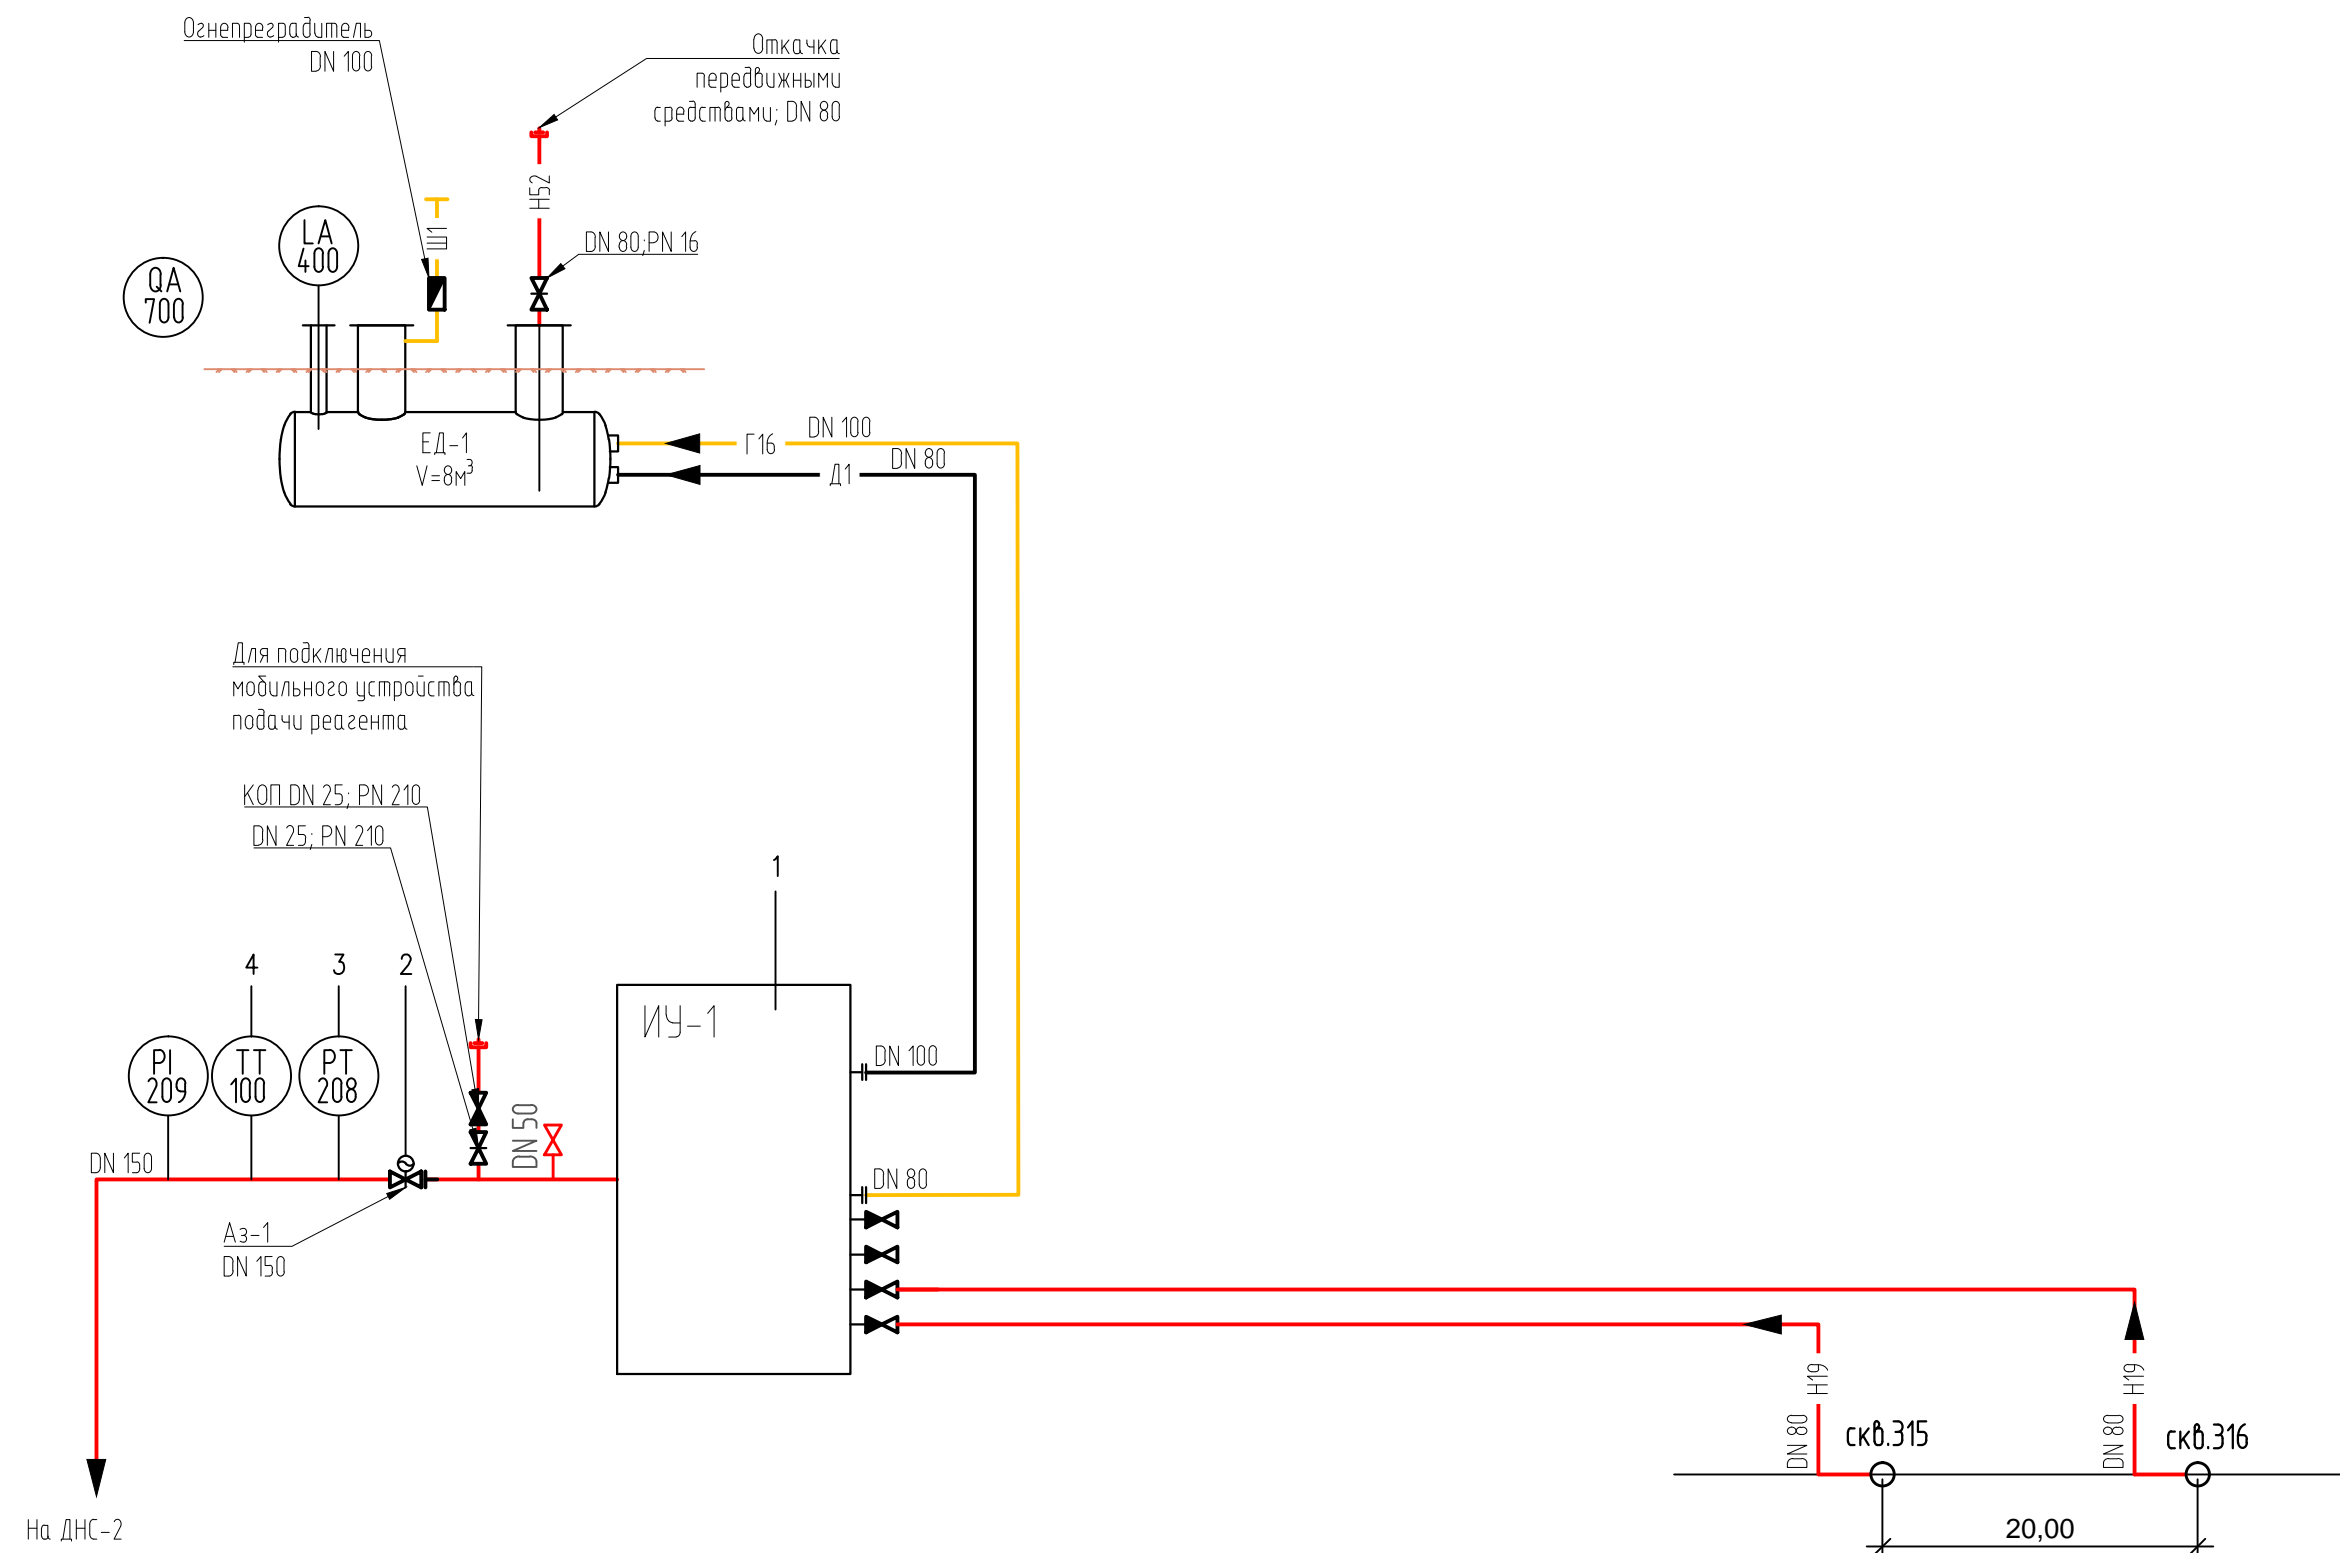 Огнепреградитель
DN 100
Откачка
передвижными
средствами; DN 80
Н52
Ш1
DN 80;PN 16
LA
400
QA
700
ЕД-1
V=8м³
DN 100
Г16
DN 80
Д1
Для подключения
мобильного устройства
подачи реагента
КОП DN 25; PN 210
DN 25; PN 210
1
4
3
2
ИУ-1
PI
209
TT
100
PT
208
DN 50
DN 100
DN 150
DN 80
Аз-1
DN 150
Н19
Н19
DN 80
скв.315
DN 80
скв.316
На ДНС-2
20,00